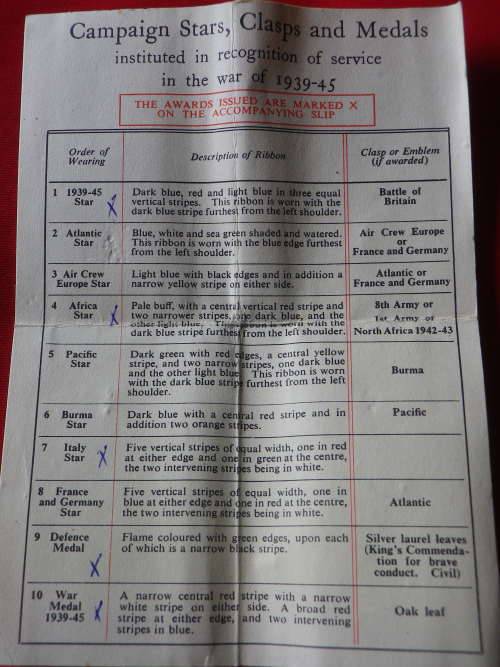 Campaign Stars, Clasps and Medals
instituted in recognition of service
in the war of 1939-45
THE AWARDS ISSUED ARE MARKED X
ON THE ACCOMPANYING SLIP
Order of
Wearing
Description of Ribbon
Clasp or Emblem
(if awarded)
1 1939-45
Star
X
Dark blue, red and light blue in three equal
vertical stripes. This ribbon is worn with the
dark blue stripe furthest from the left shoulder.
Battle of
Britain
2 Atlantic
Star
Blue, white and sea green shaded and watered.
This ribbon is worn with the blue edge furthest
from the left shoulder.
Air Crew Europe
or
France and Germany
3 Air Crew
Europe Star
Light blue with black edges and in addition a
narrow yellow stripe on either side.
Atlantic or
France and Germany
4 Africa
Star
X
Pale buff, with a central vertical red stripe and
two narrower stripes, one dark blue, and the
other light blue. This ribbon is worn with the
dark blue stripe furthest from the left shoulder.
8th Army or
1st Army or
North Africa 1942-43
5 Pacific
Star
Dark green with red edges, a central yellow
stripe, and two narrow stripes, one dark blue
and the other light blue. This ribbon is worn
with the dark blue stripe furthest from the left
shoulder.
Burma
6 Burma
Star
Dark blue with a central red stripe and in
addition two orange stripes.
Pacific
7 Italy
Star
X
Five vertical stripes of equal width, one in red
at either edge and one in green at the centre,
the two intervening stripes being in white.
8 France
and Germany
Star
Five vertical stripes of equal width, one in
blue at either edge and one in red at the centre,
the two intervening stripes being in white.
Atlantic
9 Defence
Medal
X
Flame coloured with green edges, upon each
of which is a narrow black stripe.
Silver laurel leaves
(King's Commenda-
tion for brave
conduct. Civil)
10 War
Medal
1939-45
X
A narrow central red stripe with a narrow
white stripe on either side. A broad red
stripe at either edge, and two intervening
stripes in blue.
Oak leaf